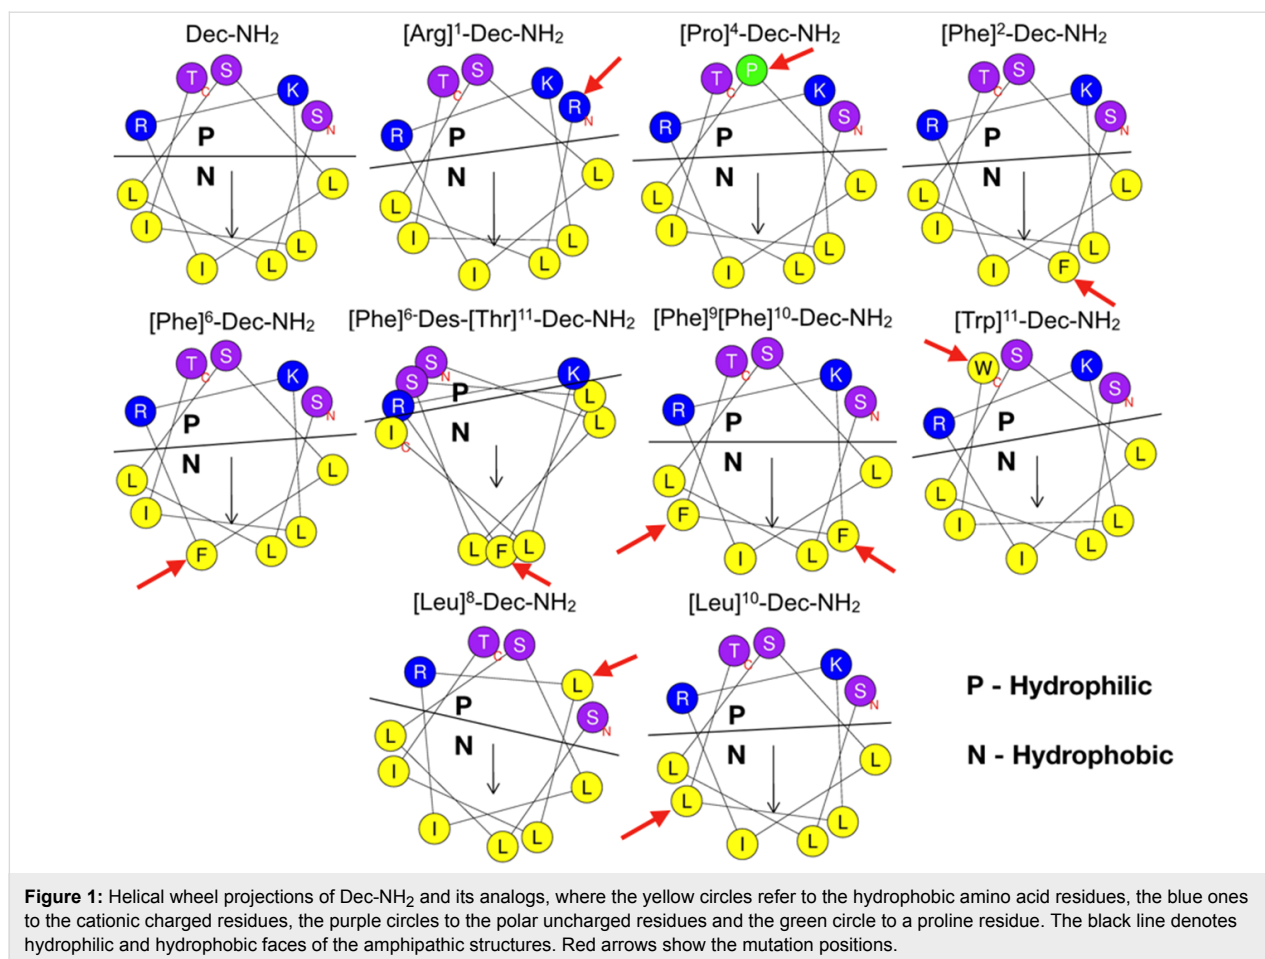 Dec-NH2 [Arg]1-Dec-NH2 [Pro]4-Dec-NH2 [Phe]2-Dec-NH2
T C S K S N R P N L L I L L I
T C S K R N R P N L L I L L I
T C P K S N R P N L L I L L I
T C S K S N R P N L L I L F I
[Phe]6-Dec-NH2 [Phe]6-Des-[Thr]11-Dec-NH2 [Phe]9[Phe]10-Dec-NH2 [Trp]11-Dec-NH2
T C S K S N R P N L L I L L F
S N S K R P L L N I C L F L
T C S K S N R P N L L F F L I
W C S K S N R P N L L I L L I
[Leu]8-Dec-NH2 [Leu]10-Dec-NH2
T C S R L S N P N L I L I L L
T C S K S N R P N L L L L L I
P - Hydrophilic
N - Hydrophobic
Figure 1: Helical wheel projections of Dec-NH2 and its analogs, where the yellow circles refer to the hydrophobic amino acid residues, the blue ones
to the cationic charged residues, the purple circles to the polar uncharged residues and the green circle to a proline residue. The black line denotes
hydrophilic and hydrophobic faces of the amphipathic structures. Red arrows show the mutation positions.